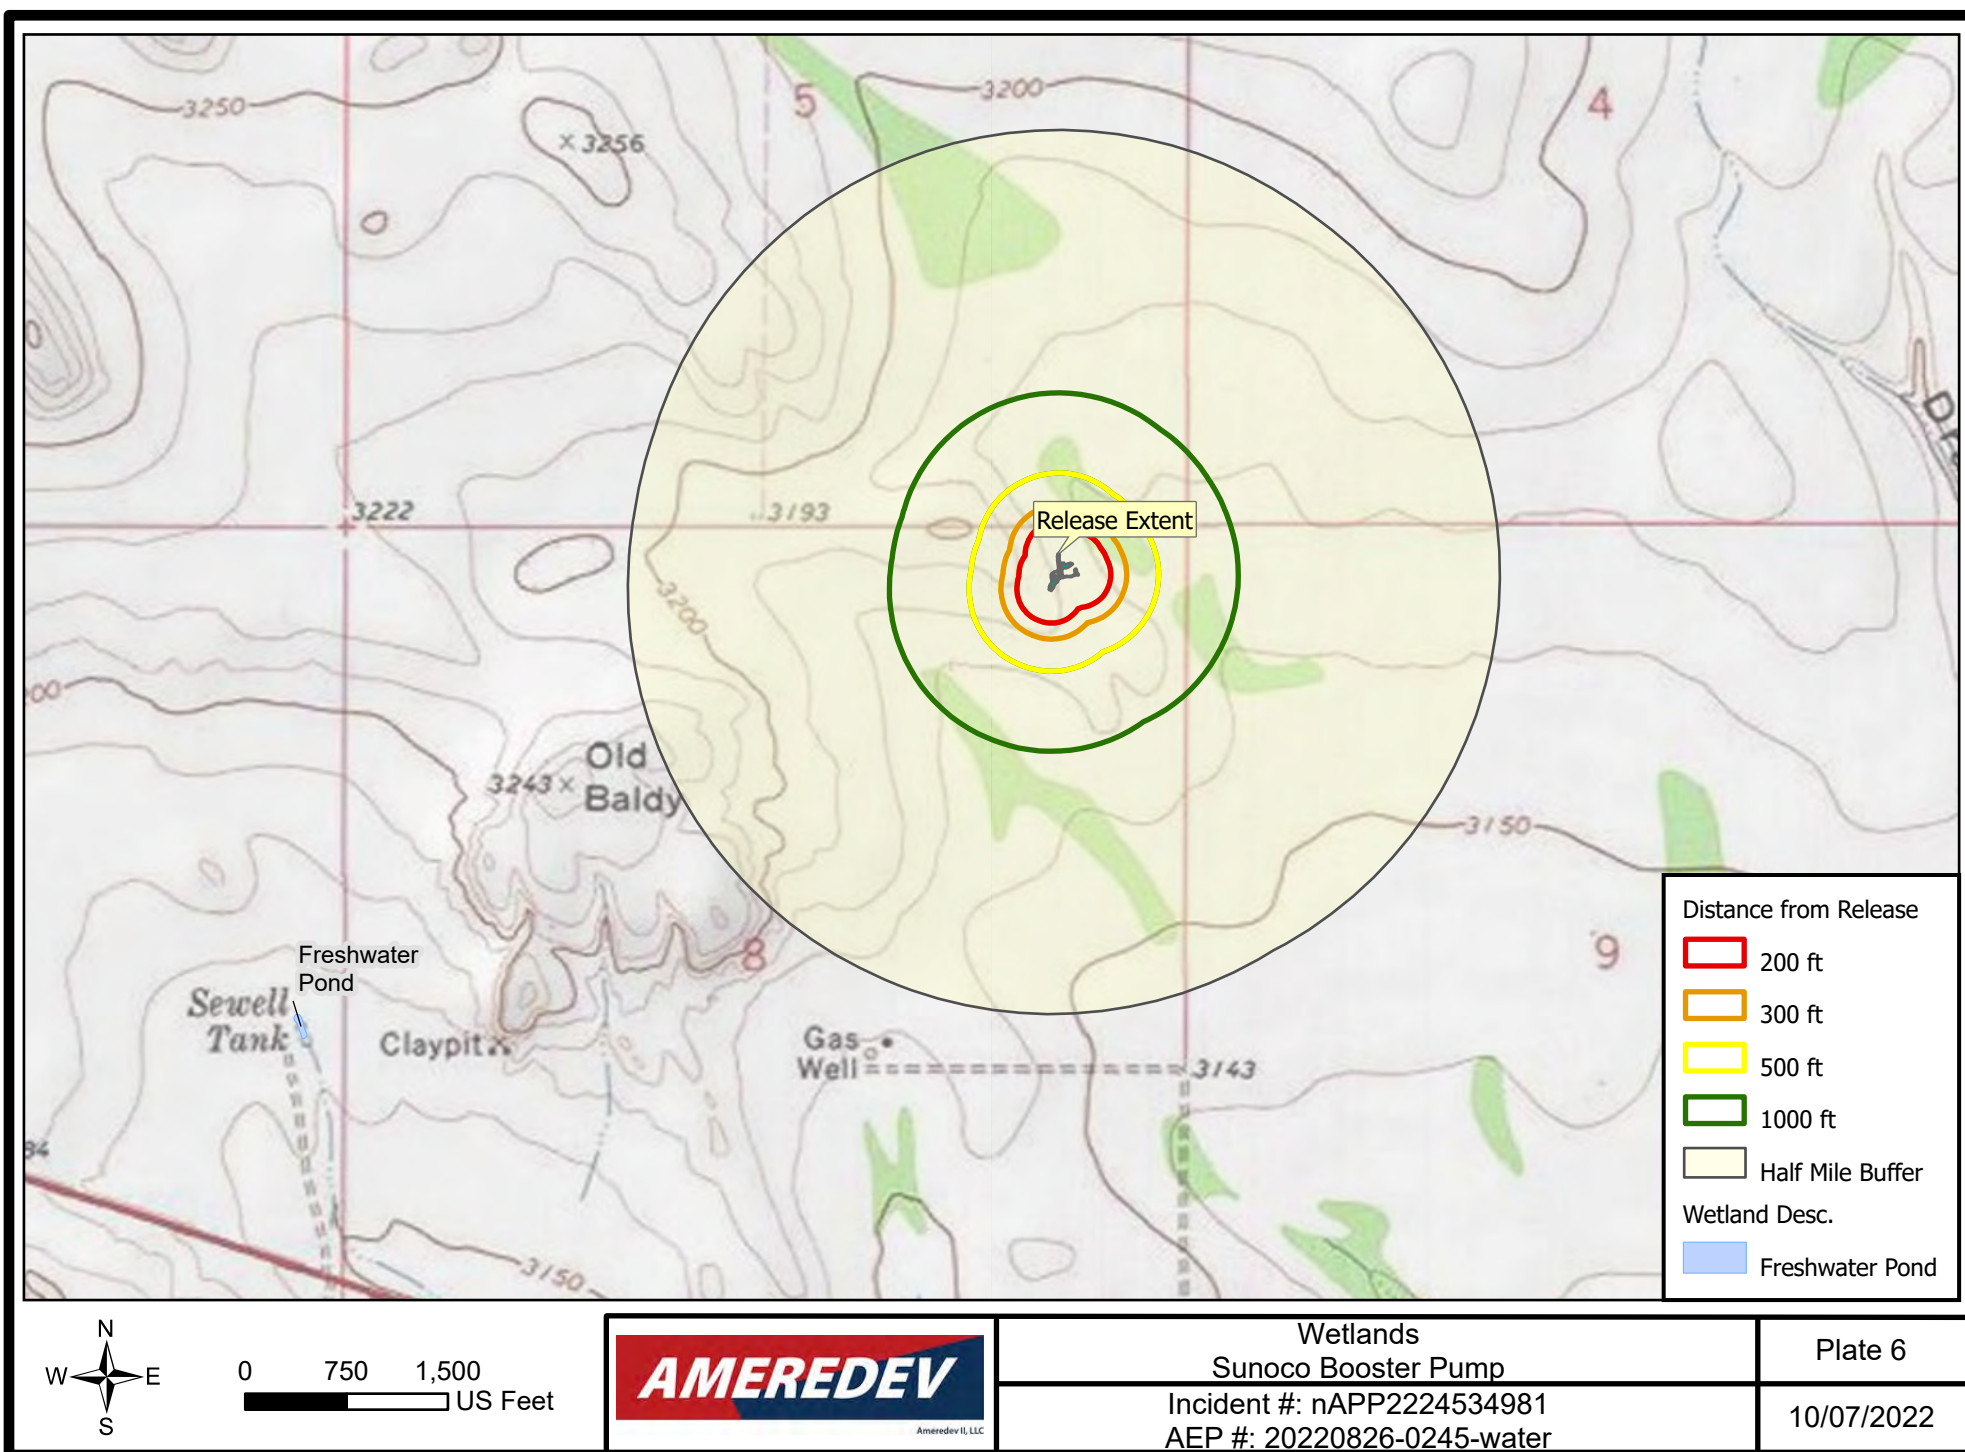 5
4
3250
3200
× 3256
3222
3193
Release Extent
3200
00
Old
Baldy
3243 ×
3150
8
9
Freshwater
Pond
Sewell
Tank
Claypit
Gas
Well
3143
84
3150
Distance from Release
200 ft
300 ft
500 ft
1000 ft
Half Mile Buffer
Wetland Desc.
Freshwater Pond
N
W E
S
0 750 1,500
US Feet
AMEREDEV
Ameredev II, LLC
Wetlands
Sunoco Booster Pump
Incident #: nAPP2224534981
AEP #: 20220826-0245-water
Plate 6
10/07/2022